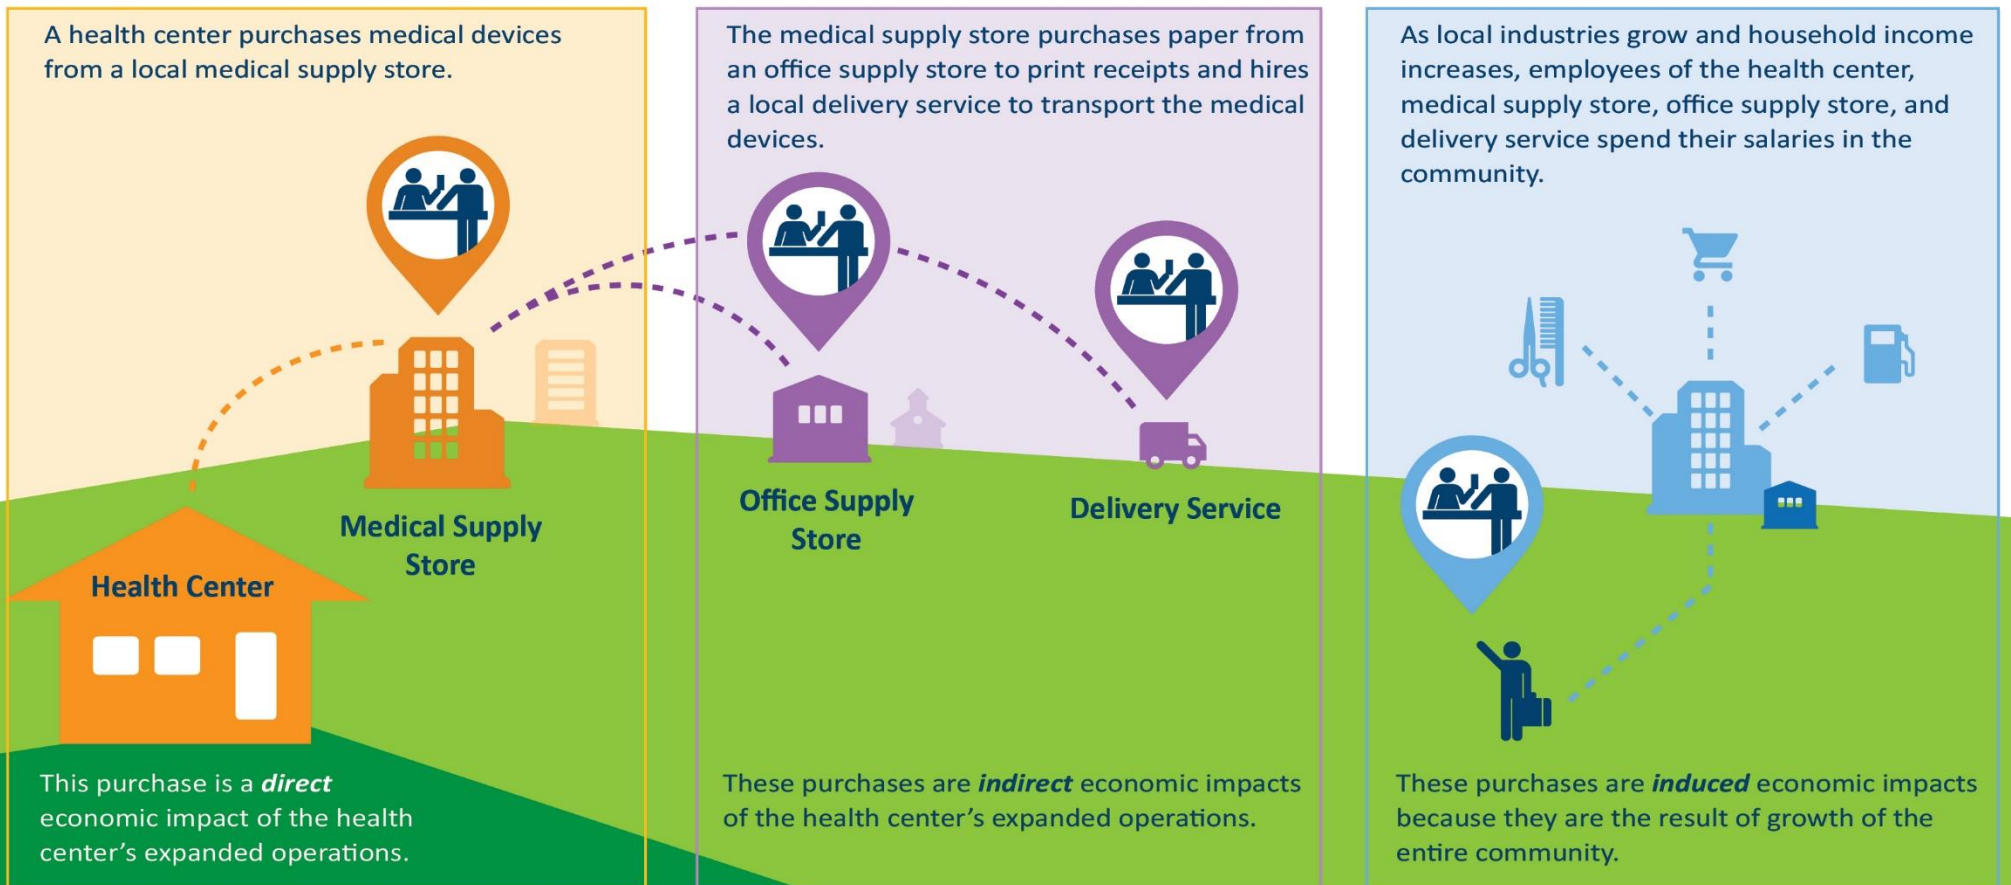 A health center purchases medical devices
from a local medical supply store.
Medical Supply
Store
Health Center
This purchase is a direct
economic impact of the health
center’s expanded operations.
The medical supply store purchases paper from
an office supply store to print receipts and hires
a local delivery service to transport the medical
devices.
Office Supply
Store
Delivery Service
These purchases are indirect economic impacts
of the health center’s expanded operations.
As local industries grow and household income
increases, employees of the health center,
medical supply store, office supply store, and
delivery service spend their salaries in the
community.
These purchases are induced economic impacts
because they are the result of growth of the
entire community.